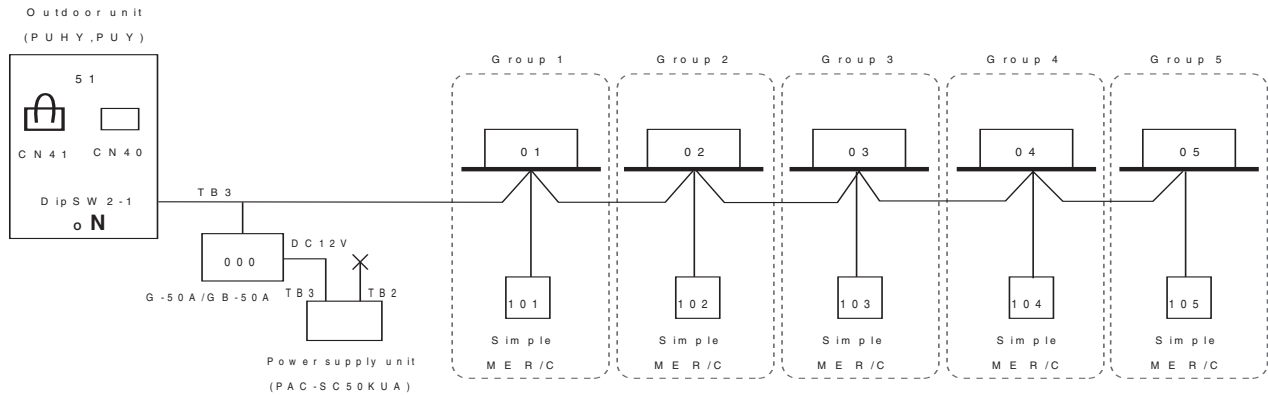 Outdoor unit
(PUHY,PUY)
51
CN41
CN40
DipSW2-1
oN
TB3
000
DC12V
G-50A/GB-50A
TB3
TB2
Power supply unit
(PAC-SC50KUA)
Group 1
01
101
Simple
ME R/C
Group 2
02
102
Simple
ME R/C
Group 3
03
103
Simple
ME R/C
Group 4
04
104
Simple
ME R/C
Group 5
05
105
Simple
ME R/C